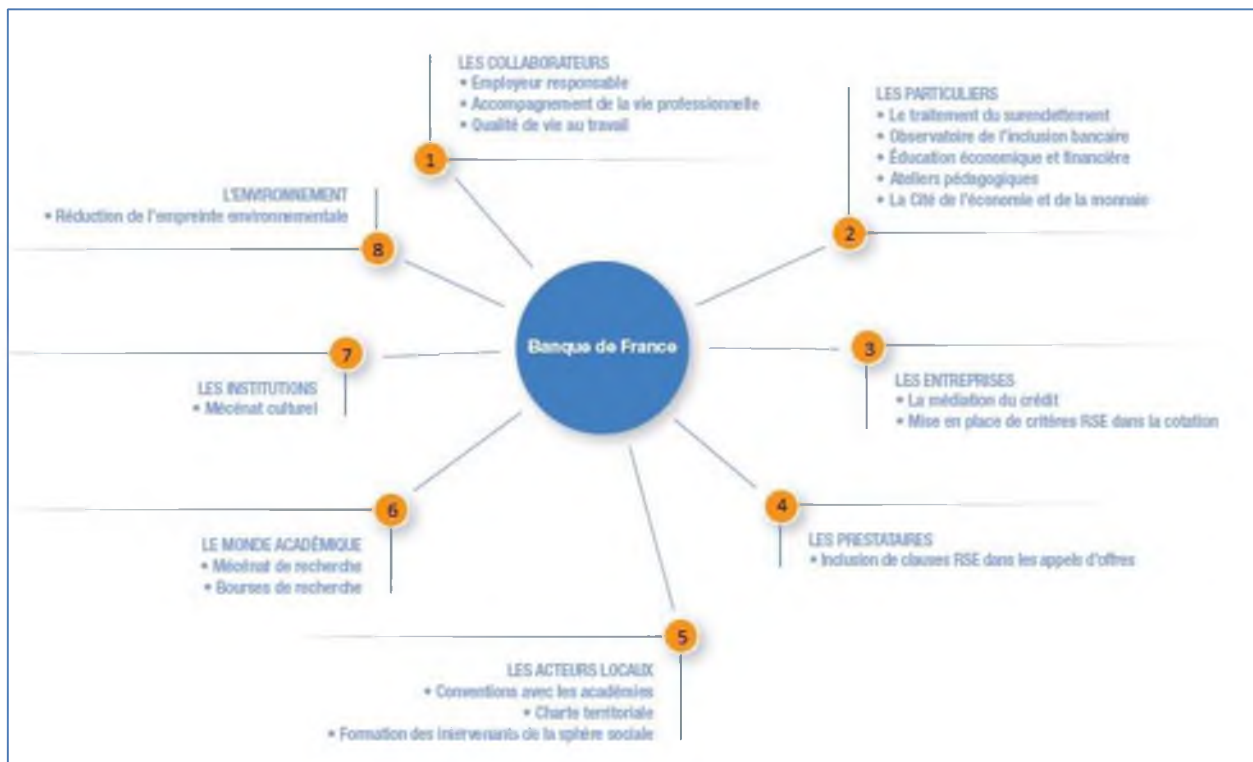 LES COLLABORATEURS
• Employeur responsable
• Accompagnement de la vie professionnelle
• Qualité de vie au travail
1
LES PARTICULIERS
• Le traitement du surendettement
• Observatoire de l'inclusion bancaire
• Éducation économique et financière
• Ateliers pédagogiques
• La Cité de l'économie et de la monnaie
2
Banque de France
3
LES ENTREPRISES
• La médiation du crédit
• Mise en place de critères RSE dans la cotation
4
LES PRESTATAIRES
• Inclusion de clauses RSE dans les appels d'offres
5
LES ACTEURS LOCAUX
• Conventions avec les académies
• Charte territoriale
• Formation des intervenants de la sphère sociale
6
LE MONDE ACADÉMIQUE
• Mécénat de recherche
• Bourses de recherche
7
LES INSTITUTIONS
• Mécénat culturel
L'ENVIRONNEMENT
• Réduction de l'empreinte environnementale
8